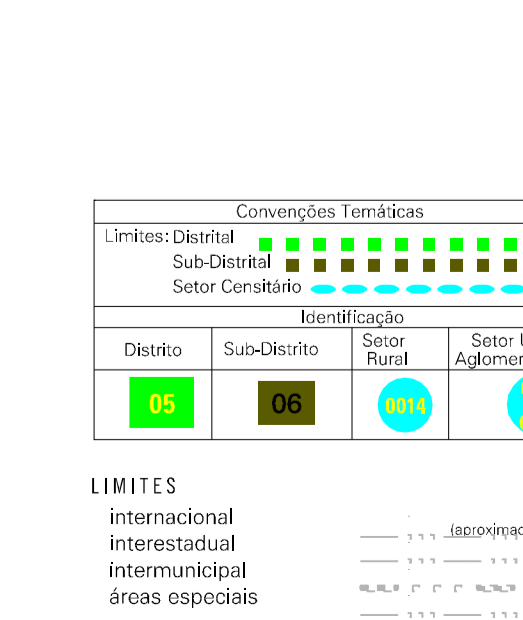 Convenções Temáticas
Limites: Distrital
Sub-Distrital
Setor Censitário
Identificação
Distrito
Sub-Distrito
Setor
Rural
Setor
05
06
0014
LIMITES
internacional
interestadual
intermunicipal
áreas especiais